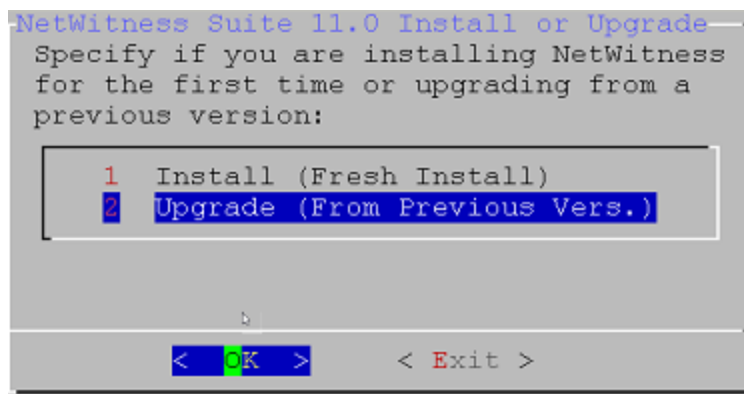 NetWitness Suite 11.0 Install or Upgrade
Specify if you are installing NetWitness
for the first time or upgrading from a
previous version:
1 Install (Fresh Install)
2 Upgrade (From Previous Vers.)
< OK > < Exit >